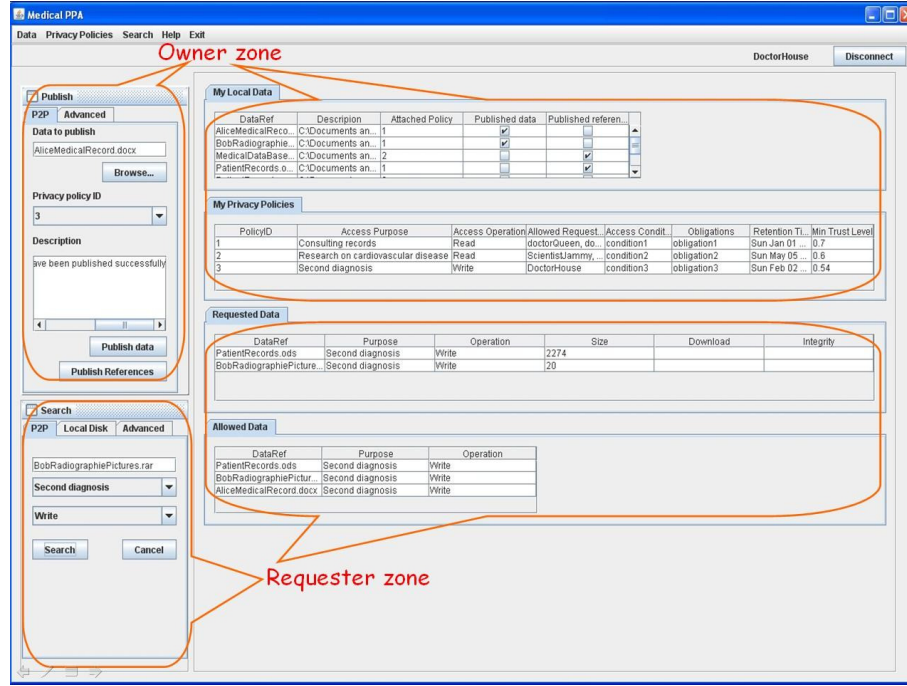 Medical PPA
Data Privacy Policies Search Help Exit
Owner zone
DoctorHouse Disconnect
Publish
P2P Advanced
Data to publish
AliceMedicalRecord.docx
Browse...
Privacy policy ID
3
Description
ave been published successfully
Publish data
Publish References
My Local Data
DataRef Descripion Attached Policy Published data Published referen...
AliceMedicalReco... C:\Documents an... 1
BobRadiographie... C:\Documents an... 1
MedicalDataBase... C:\Documents an... 2
PatientRecords.o... C:\Documents an... 1
My Privacy Policies
PolicyID Access Purpose Access Operation Allowed Request... Access Condit... Obligations Retention Ti... Min Trust Level
1 Consulting records Read doctorQueen, do... condition1 obligation1 Sun Jan 01 ... 0.7
2 Research on cardiovascular disease Read ScientistJammy, ... condition2 obligation2 Sun May 05 ... 0.6
3 Second diagnosis Write DoctorHouse condition3 obligation3 Sun Feb 02 ... 0.54
Requested Data
DataRef Purpose Operation Size Download Integrity
PatientRecords.ods Second diagnosis Write 2274
BobRadiographiePicture... Second diagnosis Write 20
Search
P2P Local Disk Advanced
BobRadiographiePictures.rar
Second diagnosis
Write
Search Cancel
Allowed Data
DataRef Purpose Operation
PatientRecords.ods Second diagnosis Write
BobRadiographiePictur... Second diagnosis Write
AliceMedicalRecord.docx Second diagnosis Write
Requester zone